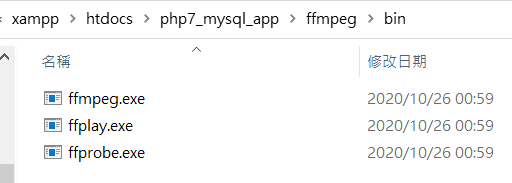 xampp › htdocs › php7_mysql_app › ffmpeg › bin
名稱 修改日期
ffmpeg.exe 2020/10/26 00:59
ffplay.exe 2020/10/26 00:59
ffprobe.exe 2020/10/26 00:59